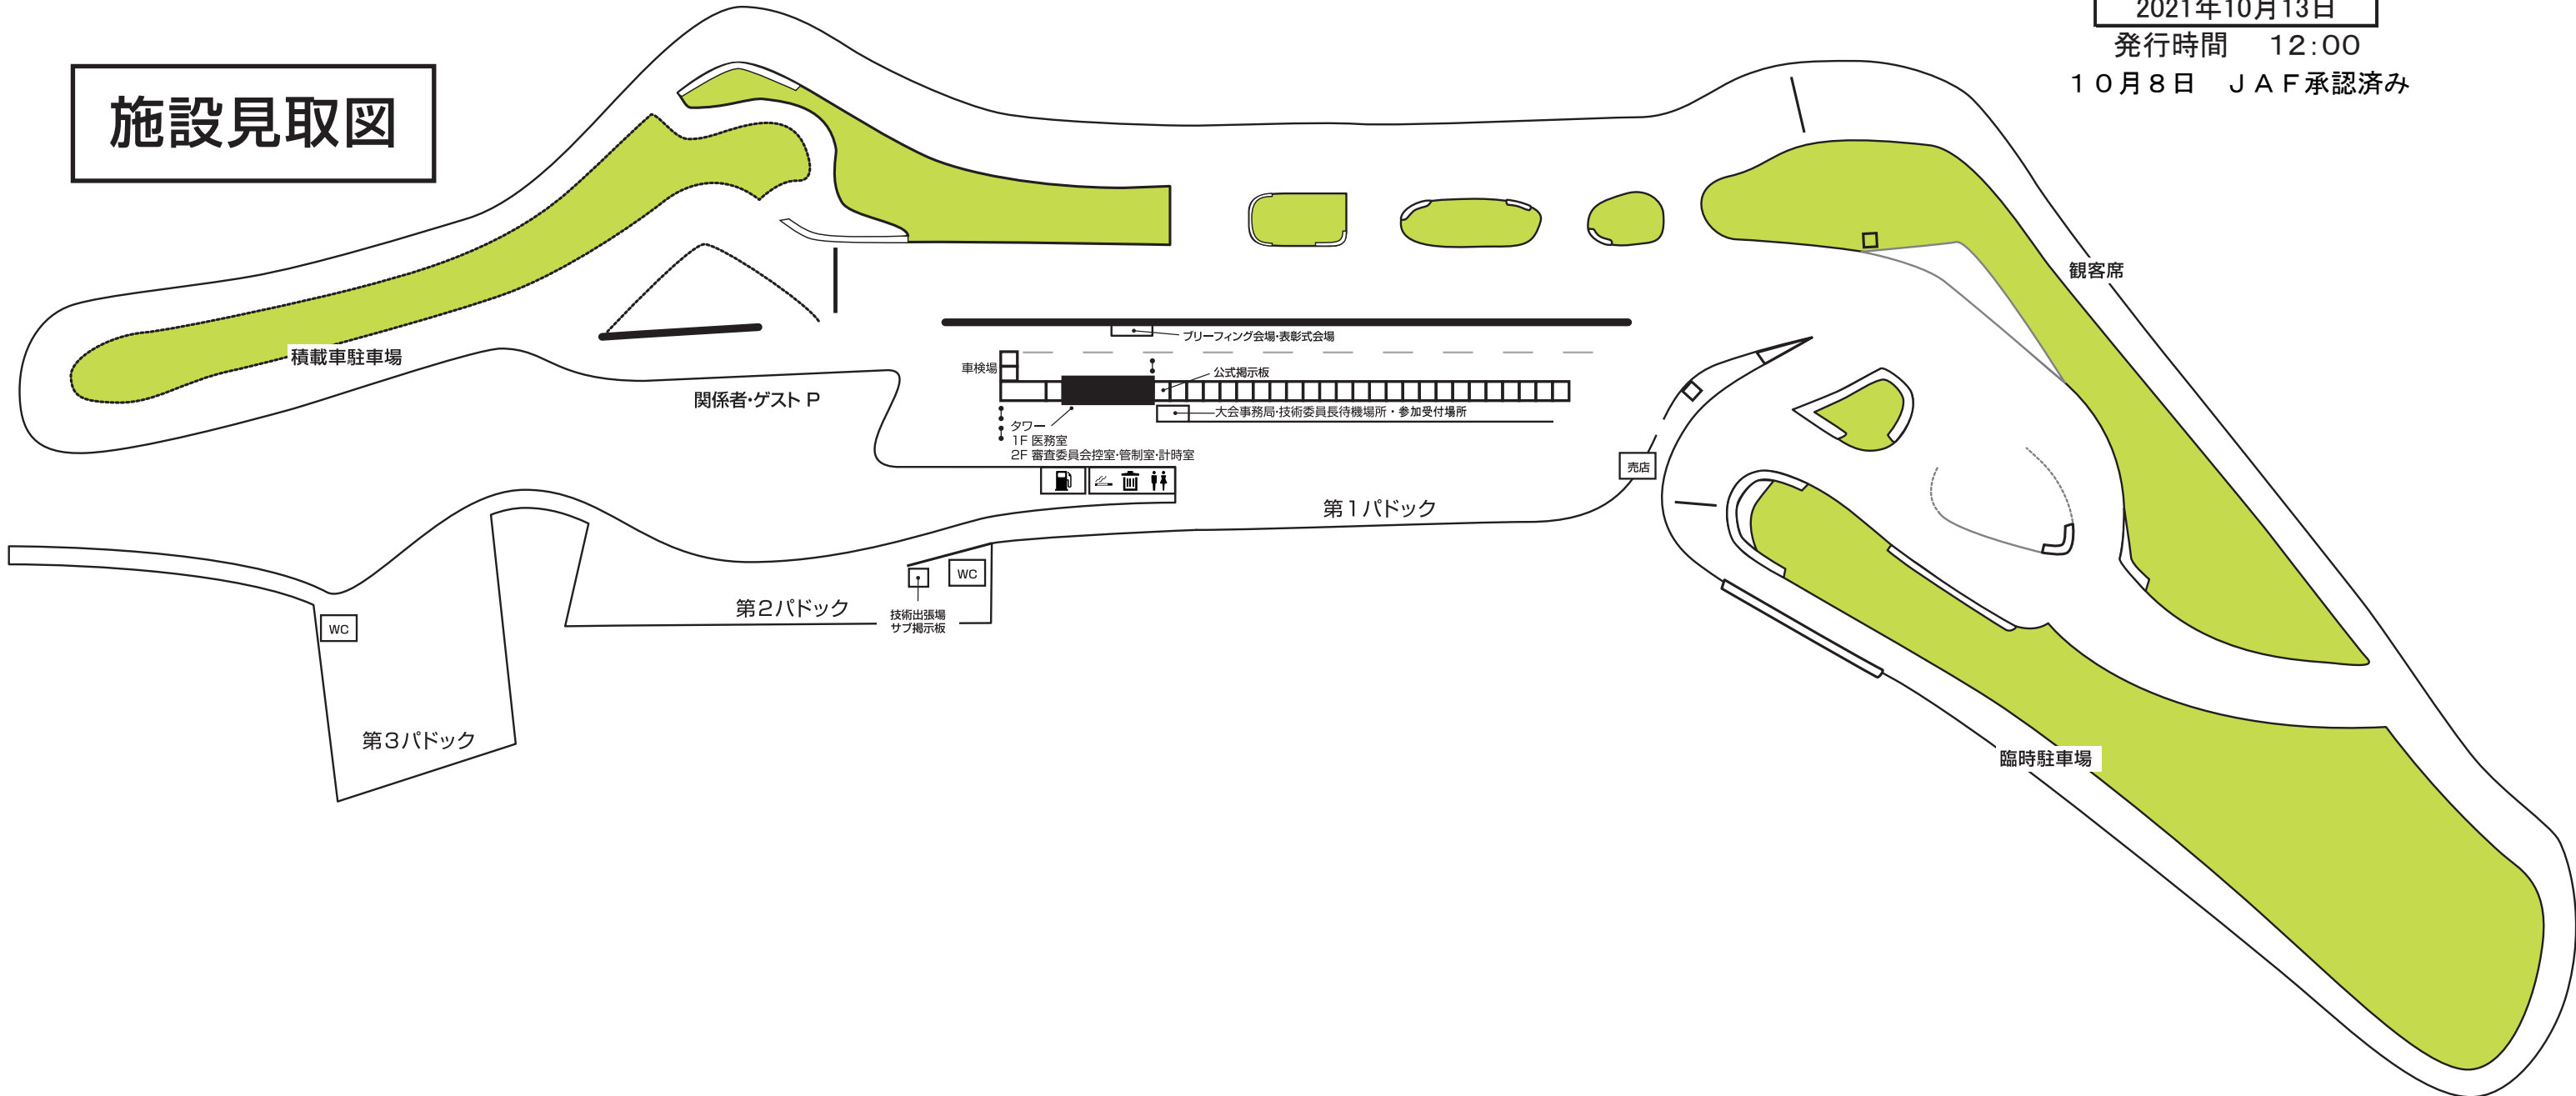 2021年10月13日
発行時間　12:00
１０月８日　ＪＡＦ承認済み
施設見取図
観客席
ブリーフィング会場・表彰式会場
積載車駐車場
車検場
公式掲示板
関係者・ゲスト P
大会事務局・技術委員長待機場所・参加受付場所
タワー
1F 医務室
2F 審査委員会控室・管制室・計時室
売店
第1パドック
WC
第2パドック
技術出張場
サブ掲示板
WC
第3パドック
臨時駐車場